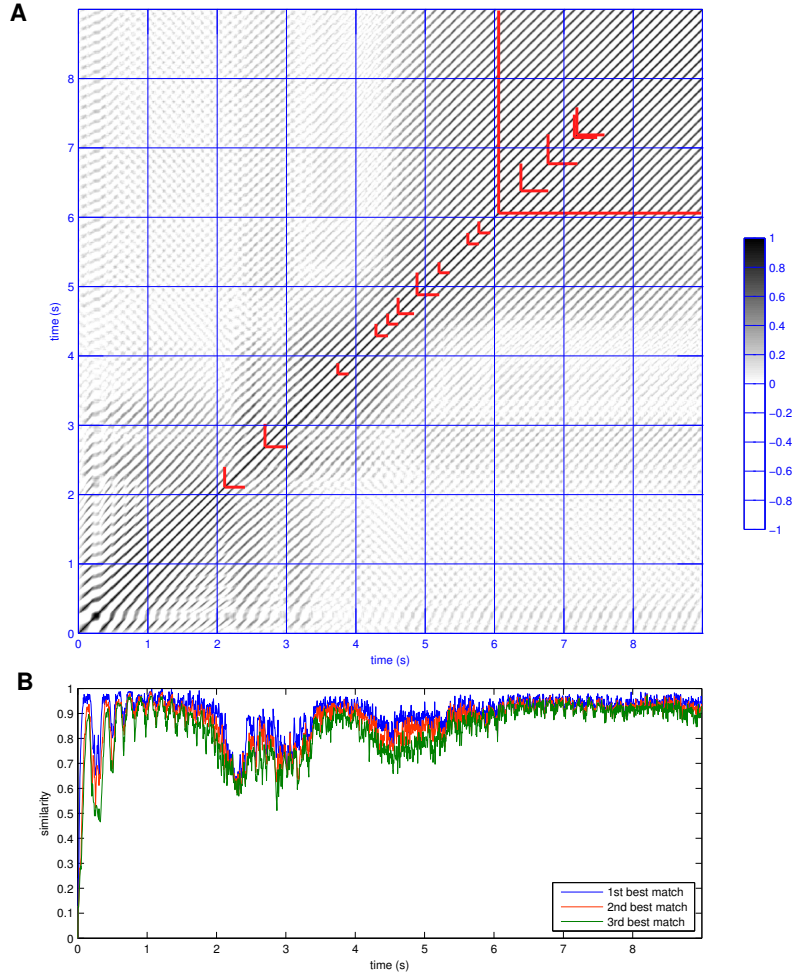 A
8
7
6
5
4
3
2
1
0
time (s)
0 1 2 3 4 5 6 7 8
time (s)
1
0.8
0.6
0.4
0.2
0
−0.2
−0.4
−0.6
−0.8
−1
B
1
0.9
0.8
0.7
0.6
0.5
0.4
0.3
0.2
0.1
0
similarity
0 1 2 3 4 5 6 7 8
time (s)
1st best match
2nd best match
3rd best match